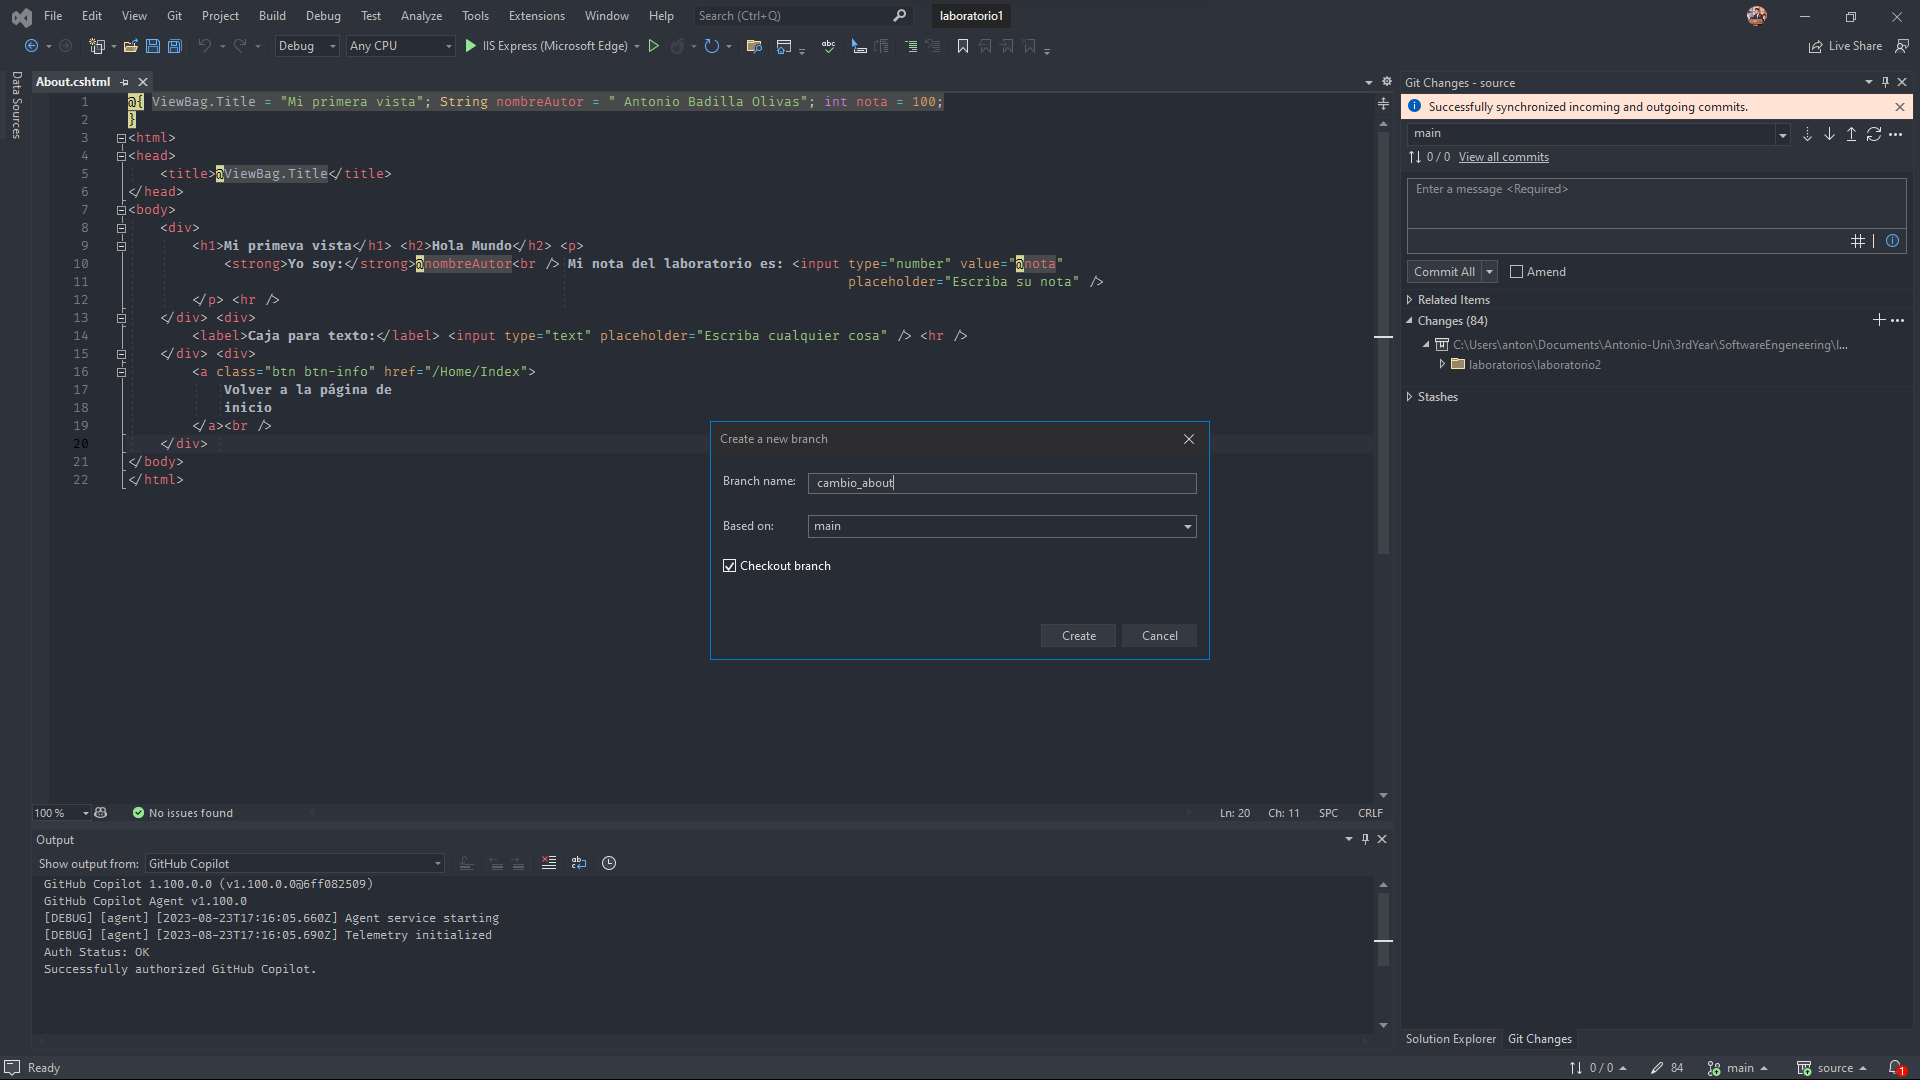 File Edit View Git Project Build Debug Test Analyze Tools Extensions Window Help Search (Ctrl+Q) laboratorio1
Debug Any CPU IIS Express (Microsoft Edge) Live Share
Data Sources
About.cshtml
1 @{ ViewBag.Title = "Mi primera vista"; String nombreAutor = " Antonio Badilla Olivas"; int nota = 100;
2 }
3 <html>
4 <head>
5 <title>@ViewBag.Title</title>
6 </head>
7 <body>
8 <div>
9 <h1>Mi primeva vista</h1> <h2>Hola Mundo</h2> <p>
10 <strong>Yo soy:</strong>@nombreAutor<br /> Mi nota del laboratorio es: <input type="number" value="@nota"
11 placeholder="Escriba su nota" />
12 </p> <hr />
13 </div> <div>
14 <label>Caja para texto:</label> <input type="text" placeholder="Escriba cualquier cosa" /> <hr />
15 </div> <div>
16 <a class="btn btn-info" href="/Home/Index">
17 Volver a la página de
18 inicio
19 </a><br />
20 </div>
21 </body>
22 </html>
Create a new branch
Branch name: cambio_about
Based on: main
Checkout branch
Create Cancel
100 % No issues found Ln: 20 Ch: 11 SPC CRLF
Output
Show output from: GitHub Copilot
GitHub Copilot 1.100.0.0 (v1.100.0.0@6ff082509)
GitHub Copilot Agent v1.100.0
[DEBUG] [agent] [2023-08-23T17:16:05.660Z] Agent service starting
[DEBUG] [agent] [2023-08-23T17:16:05.690Z] Telemetry initialized
Auth Status: OK
Successfully authorized GitHub Copilot.
Git Changes - source
Successfully synchronized incoming and outgoing commits.
main
0 / 0 View all commits
Enter a message <Required>
Commit All Amend
Related Items
Changes (84)
C:\Users\anton\Documents\Antonio-Uni\3rdYear\SoftwareEngeneering\l...
laboratorios\laboratorio2
Stashes
Solution Explorer Git Changes
Ready 0 / 0 84 main source 1